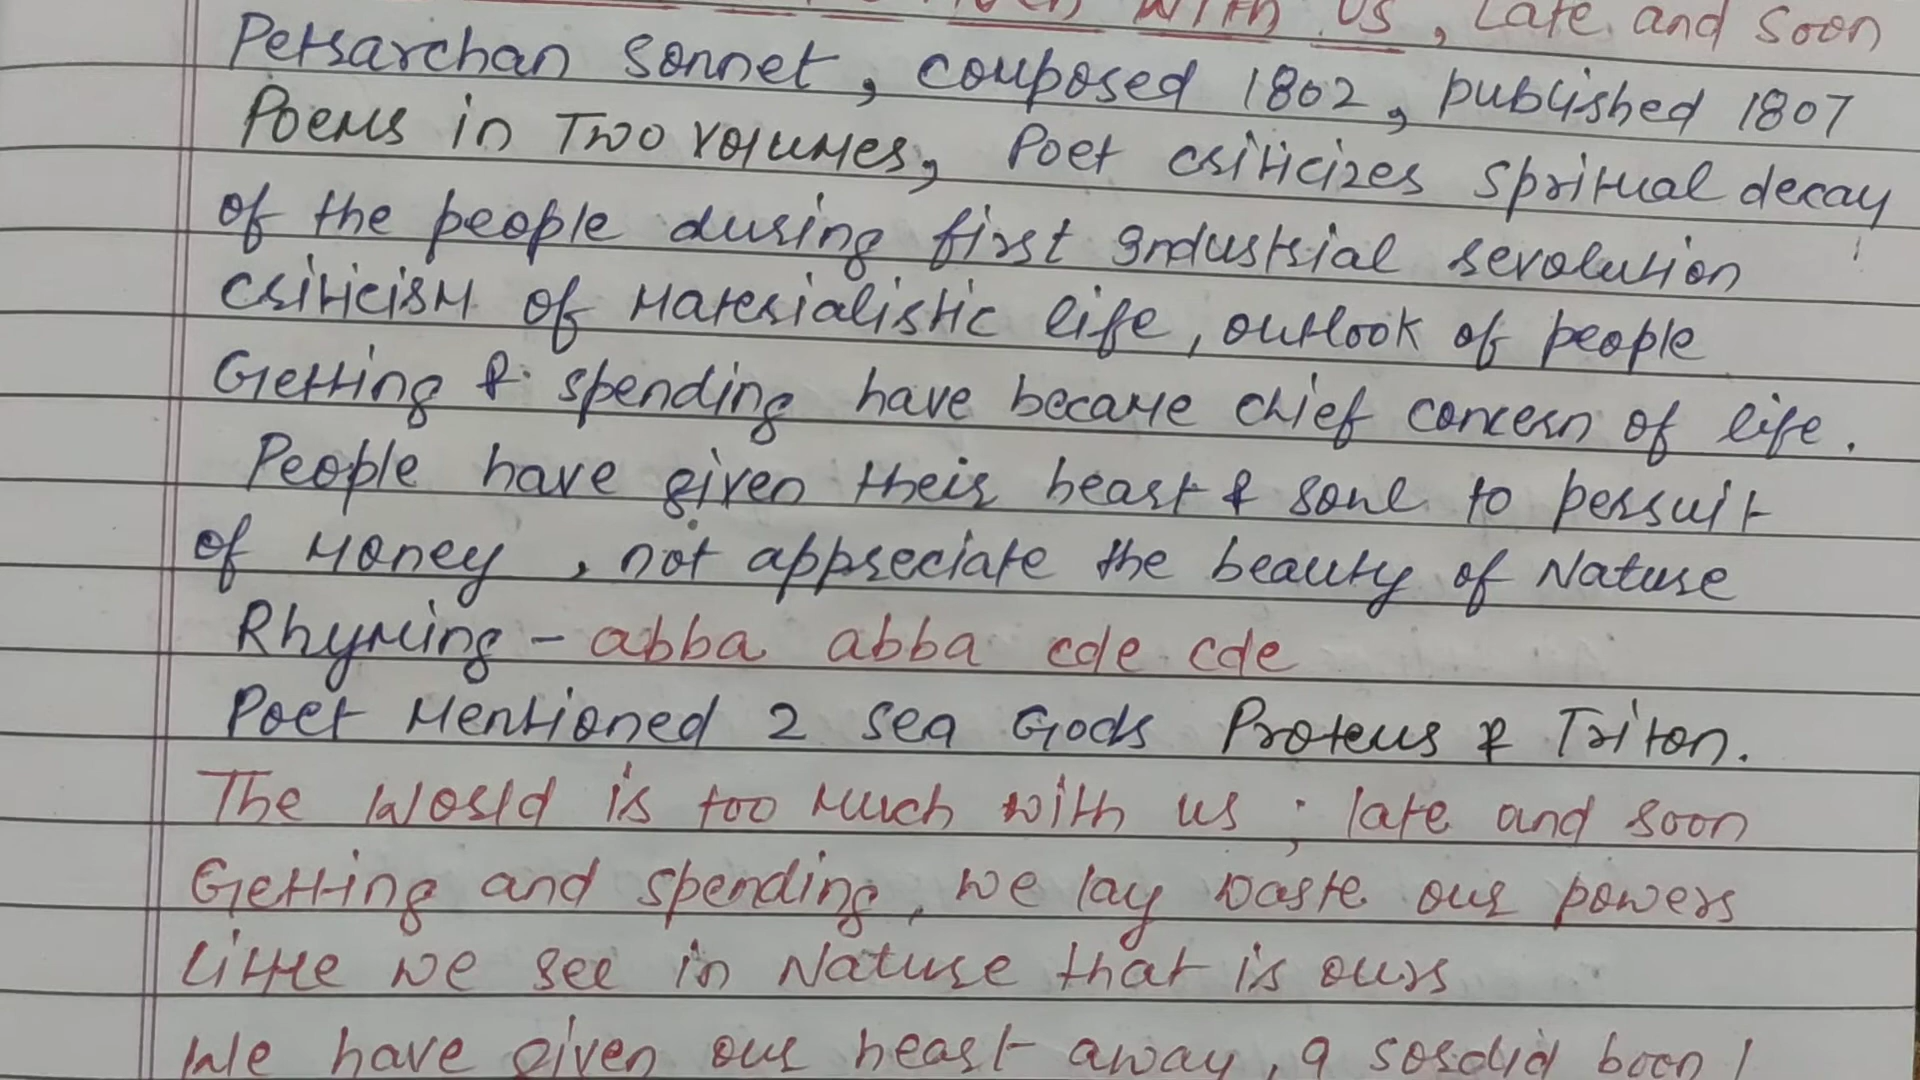 with us, Late and Soon
Petrarchan sonnet, composed 1802, published 1807
Poems in Two volumes, Poet criticizes spritual decay
of the people during first Industrial revolution
criticism of materialistic life, outlook of people
Getting & spending have became chief concern of life.
People have given their heart & soul to persuit
of money, not appreciate the beauty of Nature
Rhyming - abba abba cde cde
Poet mentioned 2 sea Gods Proteus & Triton.
The world is too much with us; late and soon
Getting and spending, we lay waste our powers
little we see in Nature that is ours
We have given our heart away, a sordid boon!